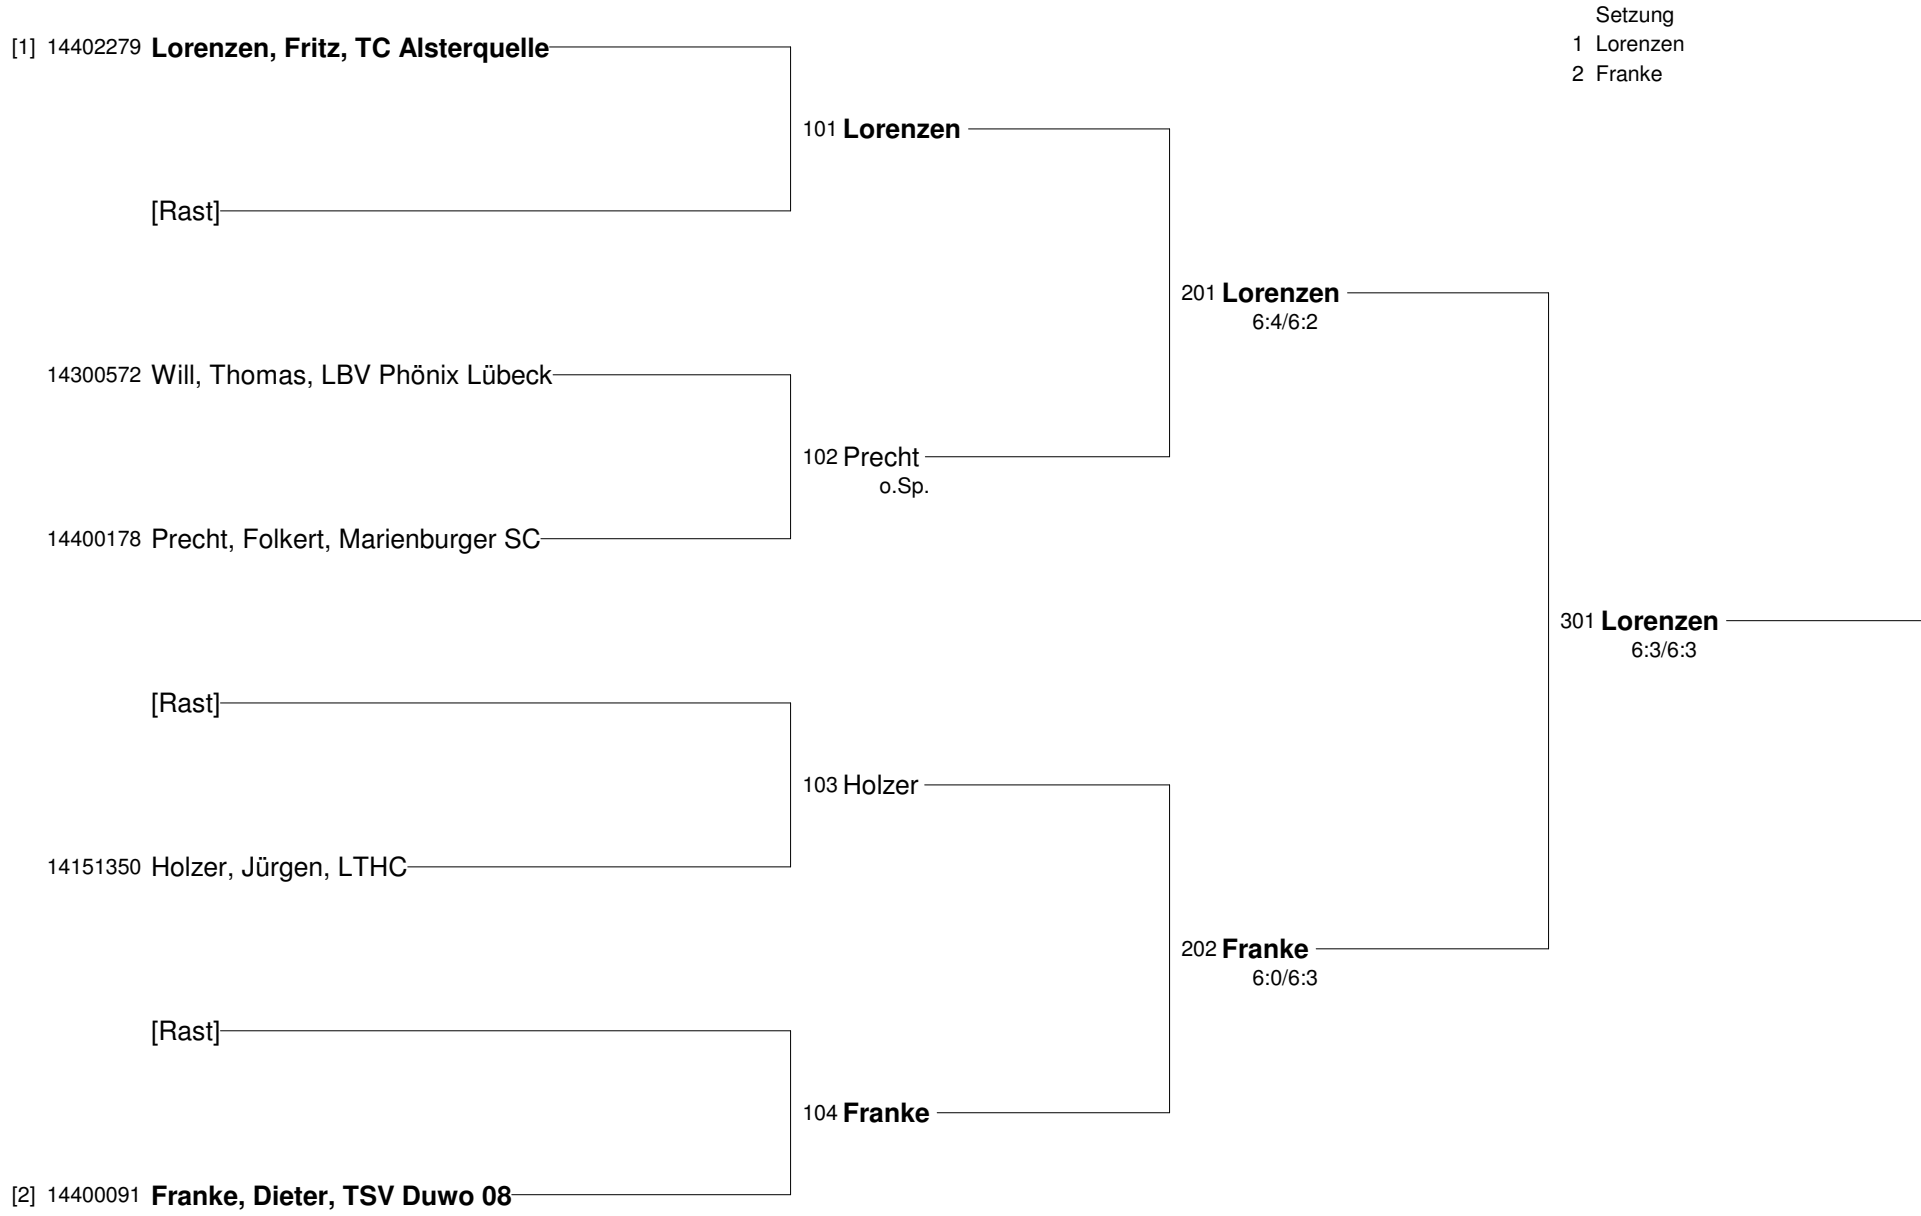 Setzung
1 Lorenzen
2 Franke
[1] 14402279 Lorenzen, Fritz, TC Alsterquelle
101 Lorenzen
[Rast]
201 Lorenzen
6:4/6:2
14300572 Will, Thomas, LBV Phönix Lübeck
102 Precht
o.Sp.
14400178 Precht, Folkert, Marienburger SC
301 Lorenzen
6:3/6:3
[Rast]
103 Holzer
14151350 Holzer, Jürgen, LTHC
202 Franke
6:0/6:3
[Rast]
104 Franke
[2] 14400091 Franke, Dieter, TSV Duwo 08